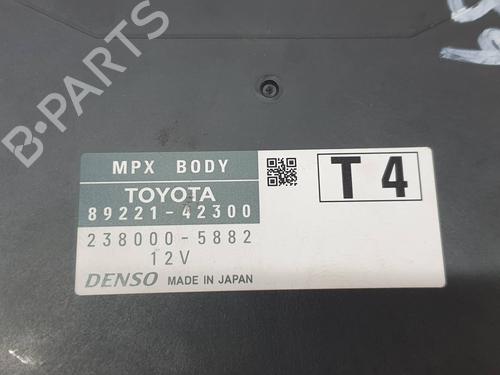 B-PARTS
MPX BODY
TOYOTA
89221-42300
238000-5882
12V
DENSO MADE IN JAPAN
T4